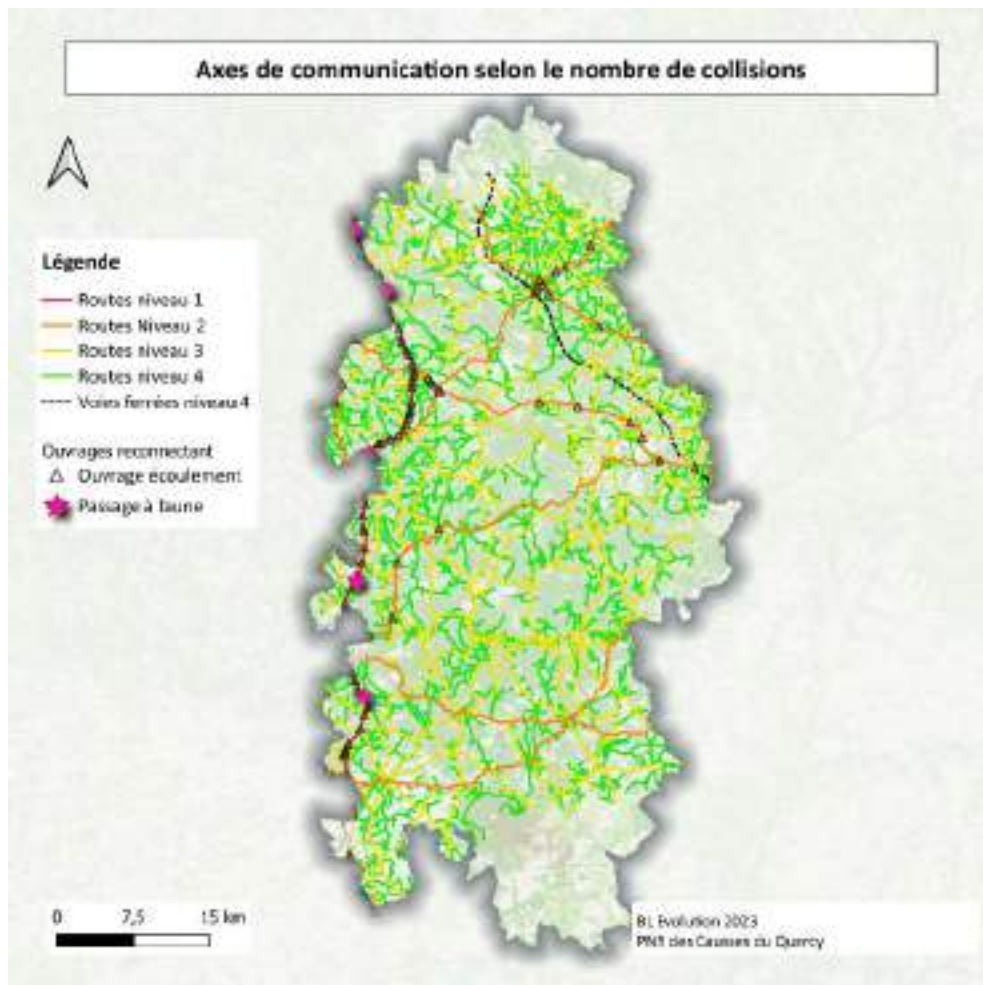 Axes de communication selon le nombre de collisions
Légende
Routes niveau 1
Routes Niveau 2
Routes niveau 3
Routes niveau 4
Voies ferrées niveau 4
Ouvrages reconnectant
Ouvrage écoulement
Passage à faune
0 7,5 15 km
BL Evolution 2023
PNR des Causses du Quercy